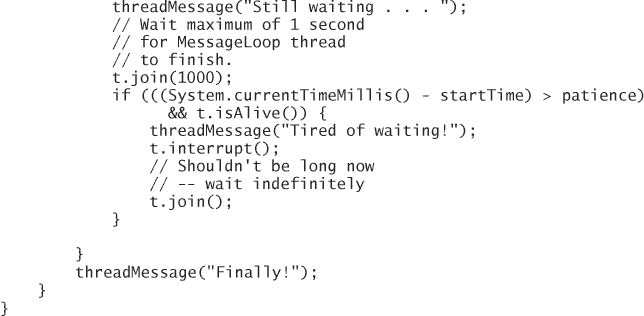 threadMessage("Still waiting . . . ");
// Wait maximum of 1 second
// for MessageLoop thread
// to finish.
t.join(1000);
if (((System.currentTimeMillis() - startTime) > patience)
&& t.isAlive()) {
threadMessage("Tired of waiting!");
t.interrupt();
// Shouldn't be long now
// -- wait indefinitely
t.join();
}
}
threadMessage("Finally!");
}
}